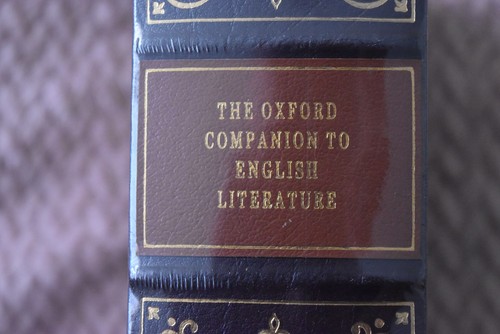 THE OXFORD
COMPANION TO
ENGLISH
LITERATURE